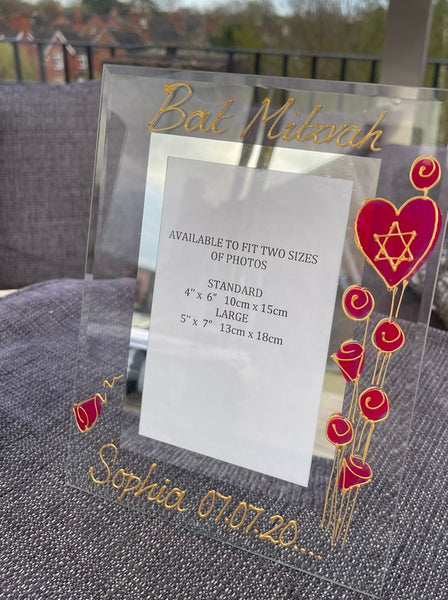 Bat Mitzvah
AVAILABLE TO FIT TWO SIZES
OF PHOTOS
STANDARD
4″ x 6″ 10cm x 15cm
LARGE
5″ x 7″ 13cm x 18cm
Sophia 07.07.20....